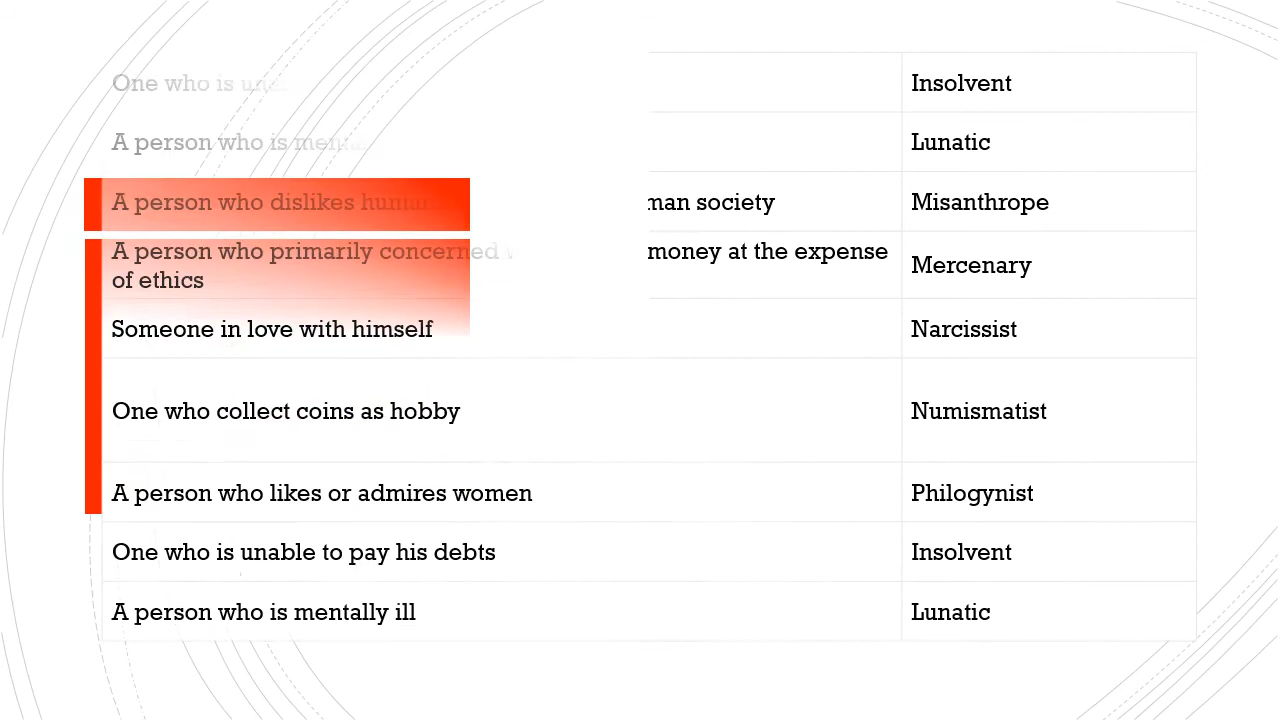 One who is Insolvent
A person who is Lunatic
A person who dislikes society Misanthrope
A person who primarily concerned money at the expense
of ethics Mercenary
Someone in love with himself Narcissist
One who collect coins as hobby Numismatist
A person who likes or admires women Philogynist
One who is unable to pay his debts Insolvent
A person who is mentally ill Lunatic